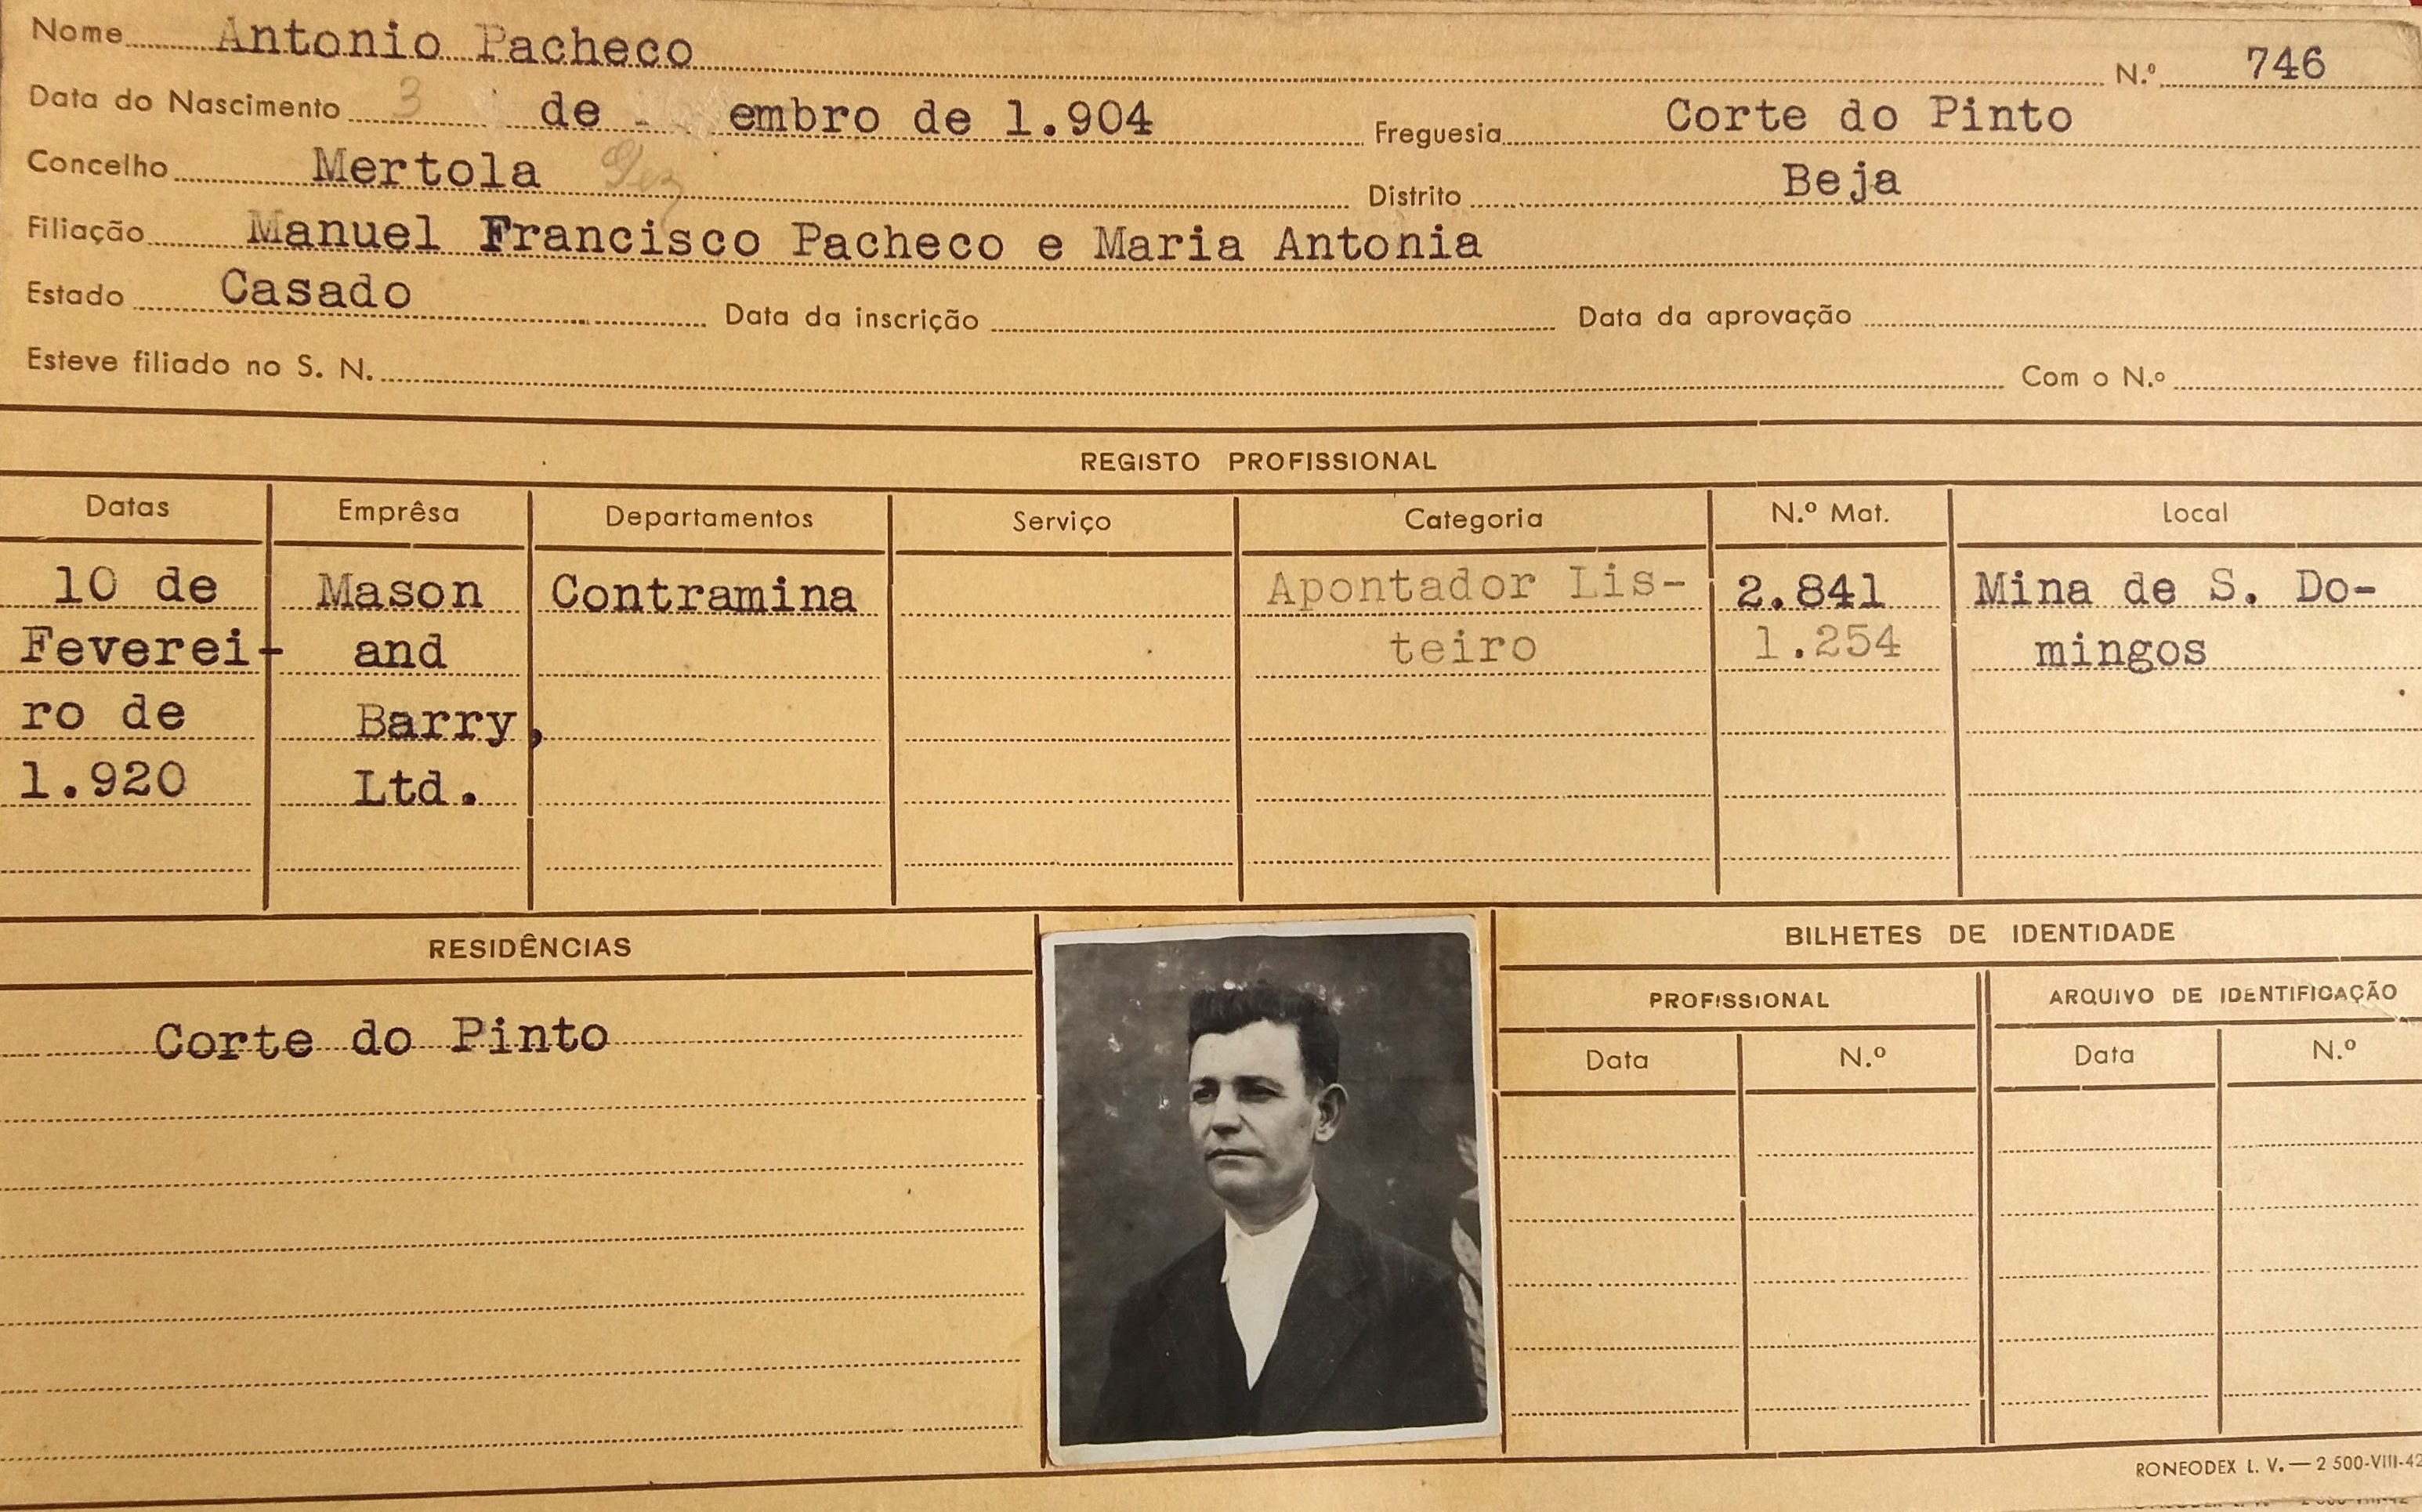 Nome Antonio Pacheco N.º 746
Data do Nascimento 3 de embro de 1.904 Freguesia Corte do Pinto
Concelho Mertola Dez Distrito Beja
Filiação Manuel Francisco Pacheco e Maria Antonia
Estado Casado Data da inscrição Data da aprovação
Esteve filiado no S. N. Com o N.º
REGISTO PROFISSIONAL
Datas Emprêsa Departamentos Serviço Categoria N.º Mat. Local
10 de Mason Contramina Apontador Lis- 2.841 Mina de S. Do-
Feverei- and teiro 1.254 mingos
ro de Barry,
1.920 Ltd.
RESIDÊNCIAS
Corte do Pinto
BILHETES DE IDENTIDADE
PROFISSIONAL ARQUIVO DE IDENTIFICAÇÃO
Data N.º Data N.º
RONEODEX L. V. — 2 500-VIII-42